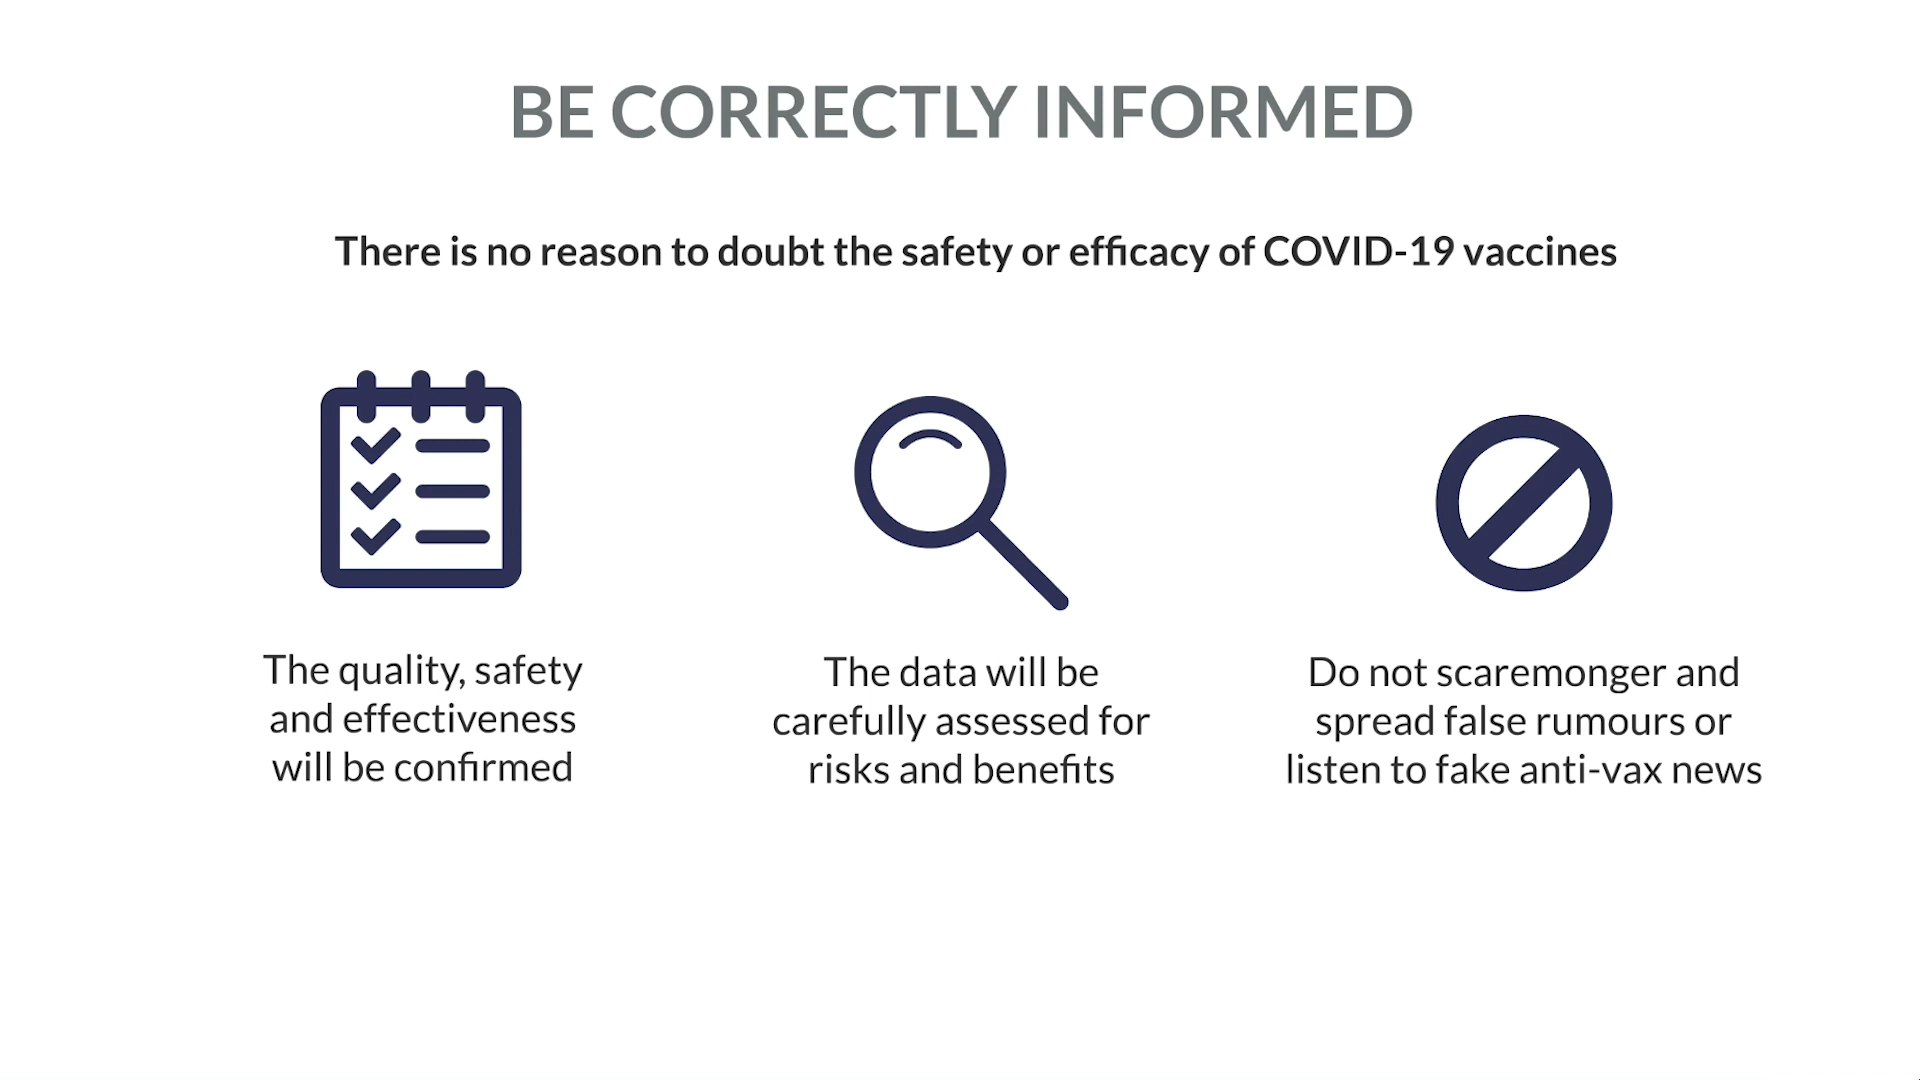 BE CORRECTLY INFORMED
There is no reason to doubt the safety or efficacy of COVID-19 vaccines
The quality, safety
and effectiveness
will be confirmed
The data will be
carefully assessed for
risks and benefits
Do not scaremonger and
spread false rumours or
listen to fake anti-vax news